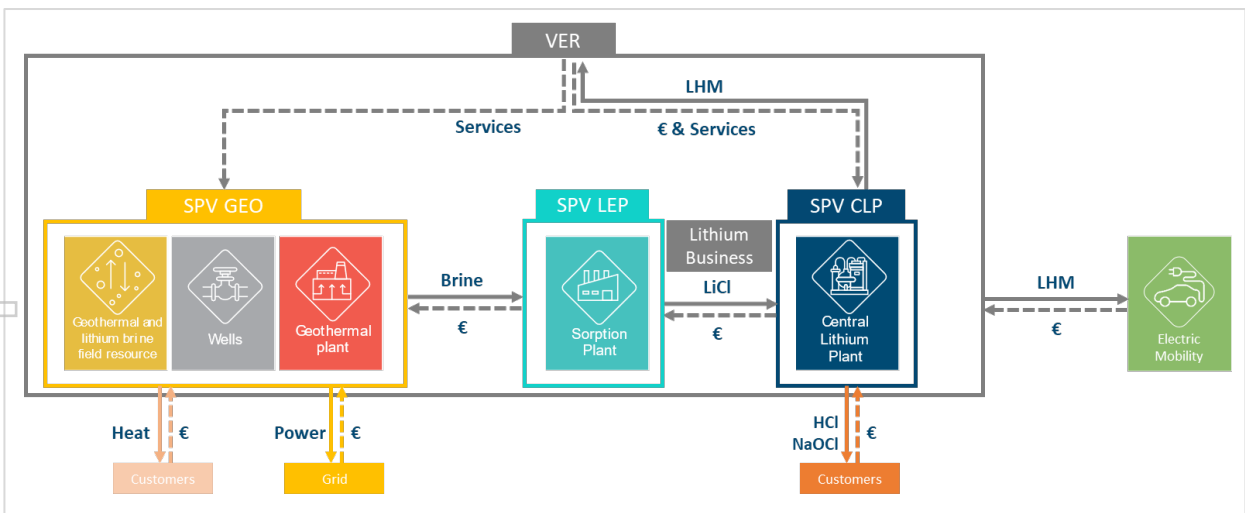 VER
LHM
Services
€ & Services
SPV GEO
SPV LEP
SPV CLP
Lithium
Business
Geothermal and
lithium brine
field resource
Wells
Geothermal
plant
Brine
€
Sorption
Plant
LiCl
€
Central
Lithium
Plant
LHM
€
Electric
Mobility
Heat
€
Power
€
HCl
NaOCl
€
Customers
Grid
Customers